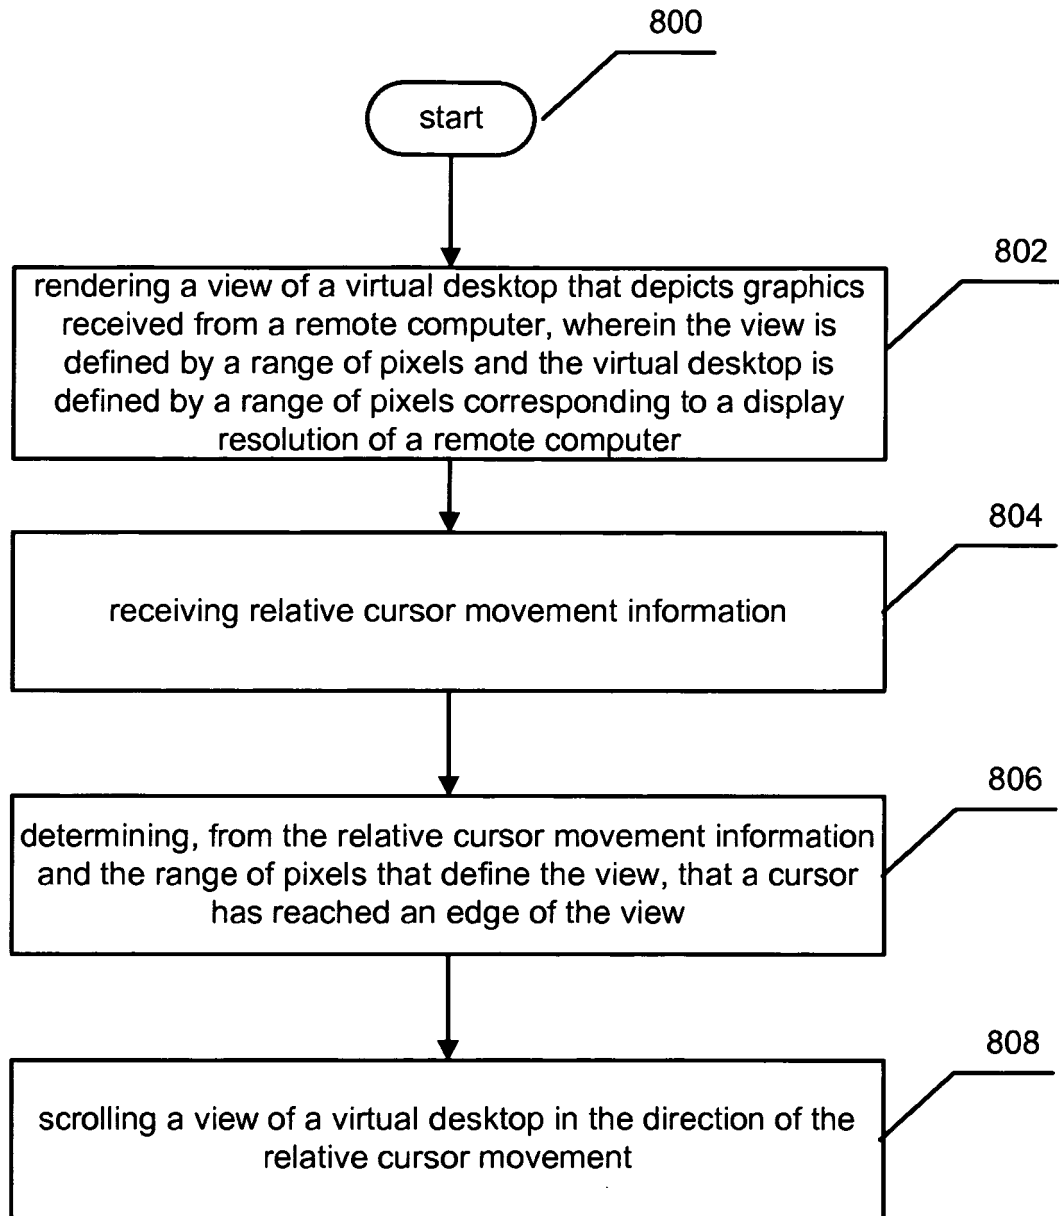 800
start
802
rendering a view of a virtual desktop that depicts graphics
received from a remote computer, wherein the view is
defined by a range of pixels and the virtual desktop is
defined by a range of pixels corresponding to a display
resolution of a remote computer
804
receiving relative cursor movement information
806
determining, from the relative cursor movement information
and the range of pixels that define the view, that a cursor
has reached an edge of the view
808
scrolling a view of a virtual desktop in the direction of the
relative cursor movement